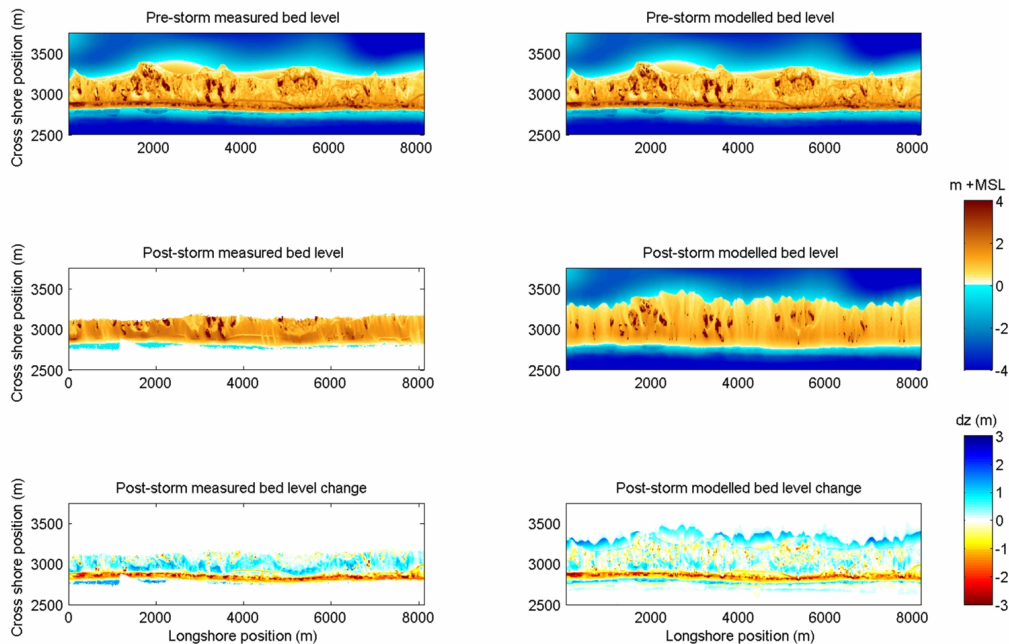 Pre-storm measured bed level
Pre-storm modelled bed level
Cross shore position (m)
3500
3000
2500
2000 4000 6000 8000
3500
3000
2500
2000 4000 6000 8000
m +MSL
4
2
0
-2
-4
Post-storm measured bed level
Post-storm modelled bed level
Cross shore position (m)
3500
3000
2500
0 2000 4000 6000 8000
3500
3000
2500
2000 4000 6000 8000
dz (m)
3
2
1
0
-1
-2
-3
Post-storm measured bed level change
Post-storm modelled bed level change
Cross shore position (m)
3500
3000
2500
0 2000 4000 6000 8000
Longshore position (m)
3500
3000
2500
2000 4000 6000 8000
Longshore position (m)